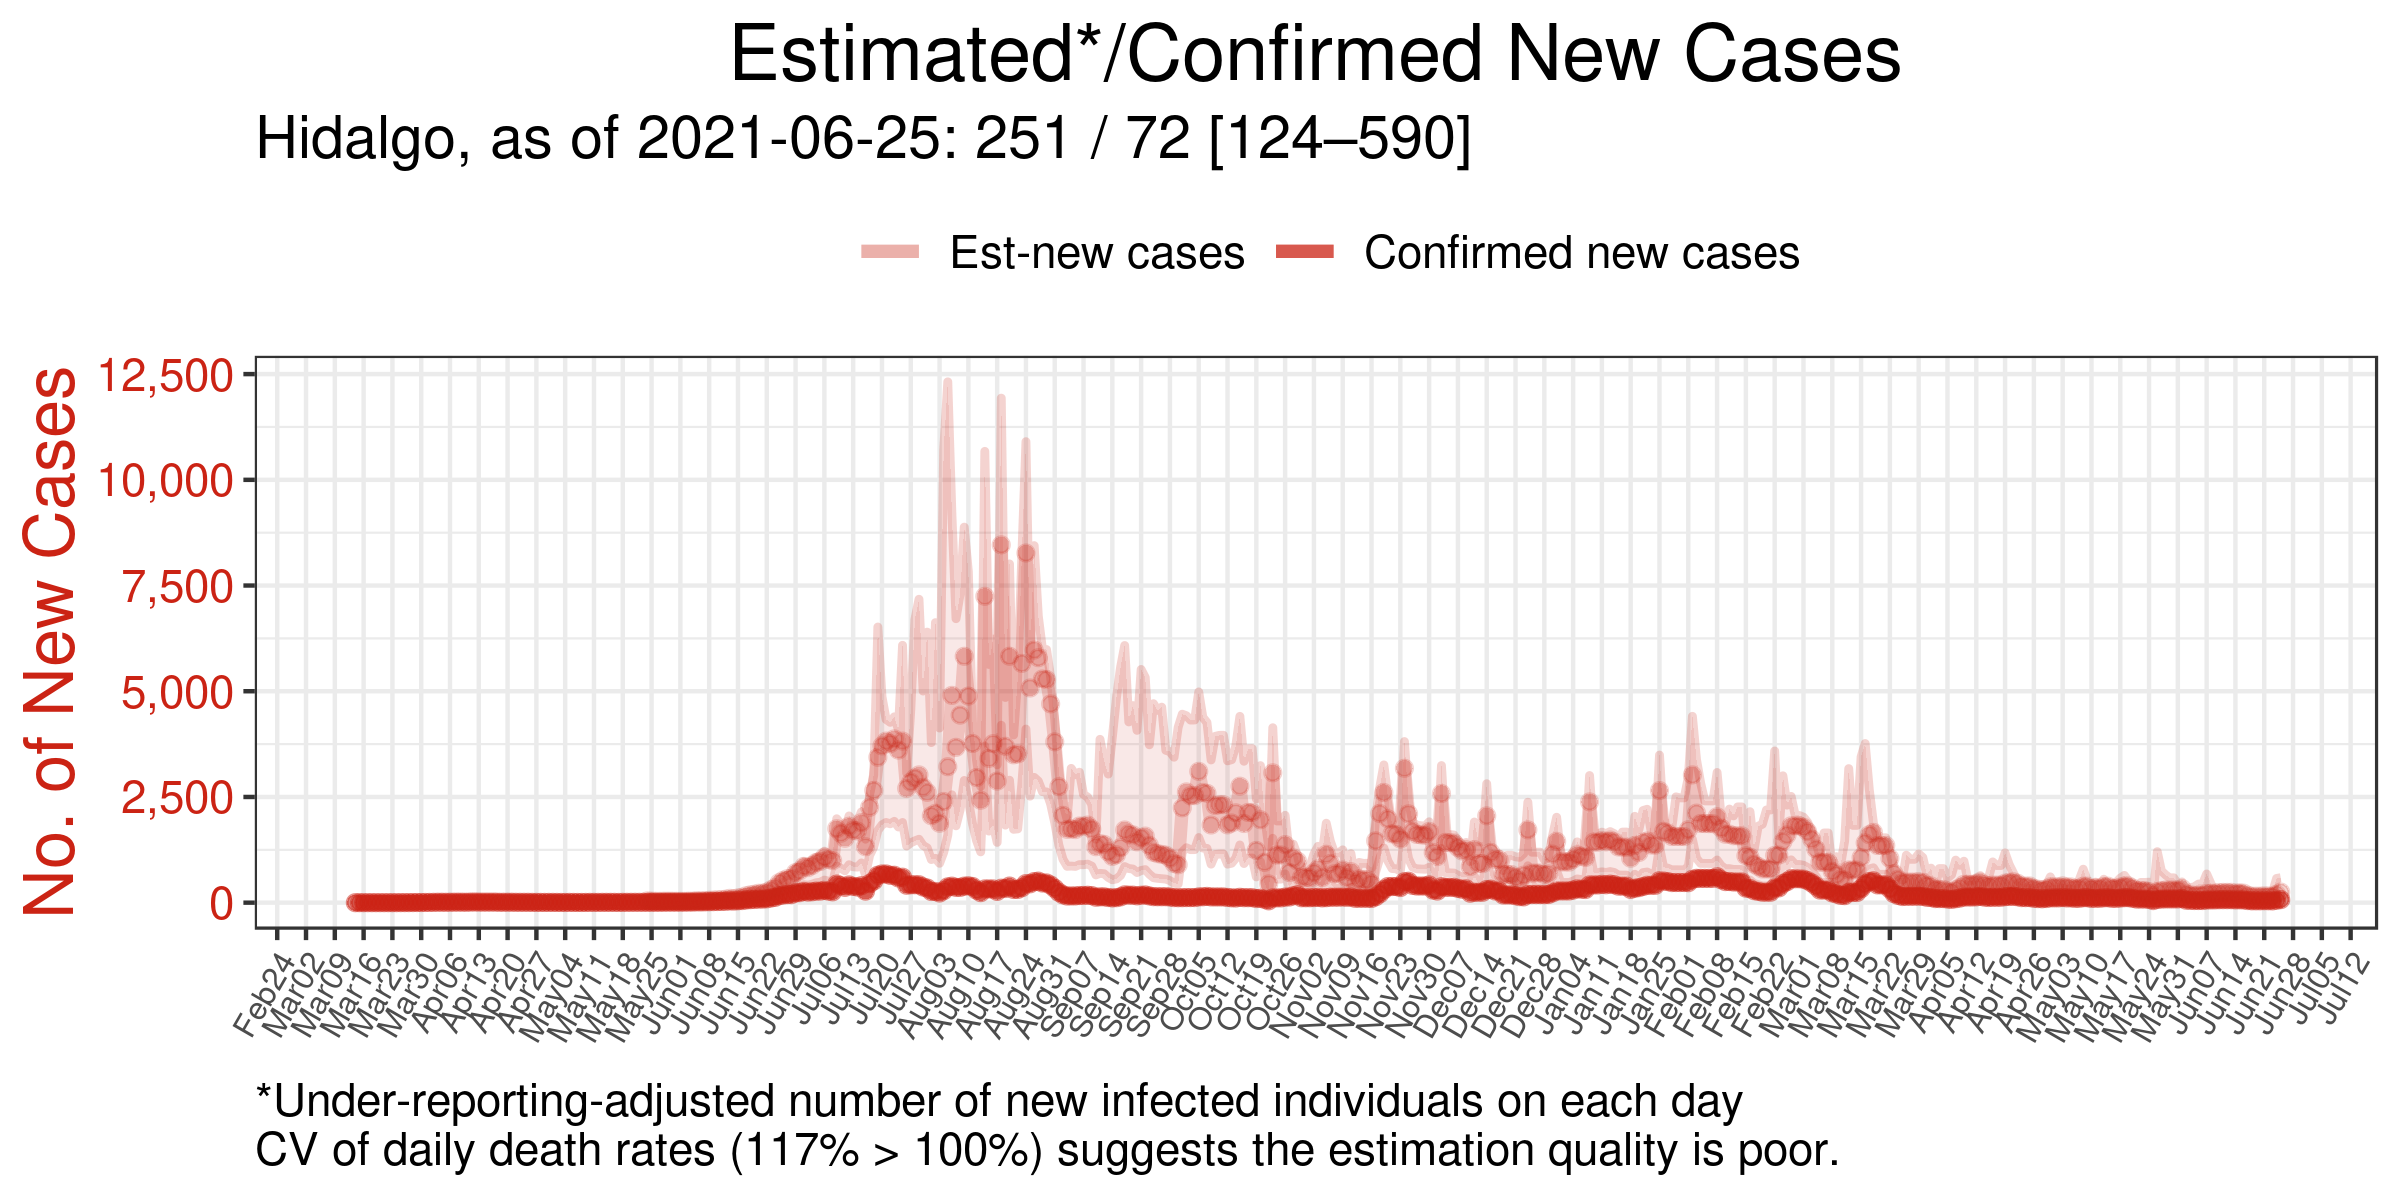 Estimated*/Confirmed New Cases
Hidalgo, as of 2021-06-25: 251 / 72 [124–590]
Est-new cases
Confirmed new cases
No. of New Cases
12,500
10,000
7,500
5,000
2,500
0
Feb24
Mar02
Mar09
Mar16
Mar23
Mar30
Apr06
Apr13
Apr20
Apr27
May04
May11
May18
May25
Jun01
Jun08
Jun15
Jun22
Jun29
Jul06
Jul13
Jul20
Jul27
Aug03
Aug10
Aug17
Aug24
Aug31
Sep07
Sep14
Sep21
Sep28
Oct05
Oct12
Oct19
Oct26
Nov02
Nov09
Nov16
Nov23
Nov30
Dec07
Dec14
Dec21
Dec28
Jan04
Jan11
Jan18
Jan25
Feb01
Feb08
Feb15
Feb22
Mar01
Mar08
Mar15
Mar22
Mar29
Apr05
Apr12
Apr19
Apr26
May03
May10
May17
May24
May31
Jun07
Jun14
Jun21
Jun28
Jul05
Jul12
*Under-reporting-adjusted number of new infected individuals on each day
CV of daily death rates (117% > 100%) suggests the estimation quality is poor.